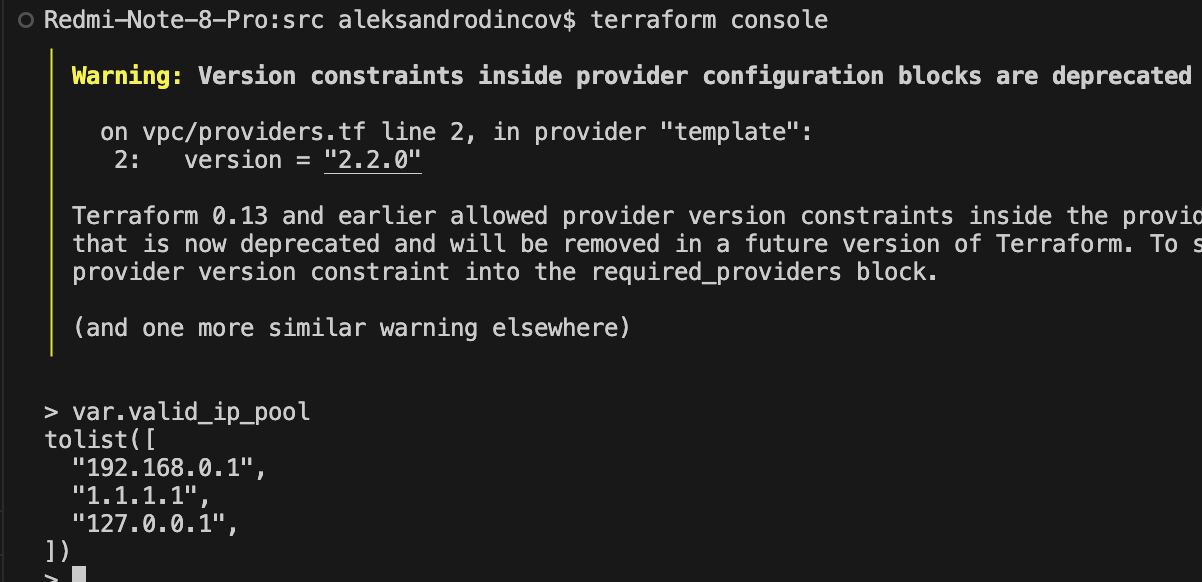 Redmi-Note-8-Pro:src aleksandrodincov$ terraform console
Warning: Version constraints inside provider configuration blocks are deprecated
on vpc/providers.tf line 2, in provider "template":
2: version = "2.2.0"
Terraform 0.13 and earlier allowed provider version constraints inside the
that is now deprecated and will be removed in a future version of Terraform. To
provider version constraint into the required_providers block.
(and one more similar warning elsewhere)
> var.valid_ip_pool
tolist([
"192.168.0.1",
"1.1.1.1",
"127.0.0.1",
])
>